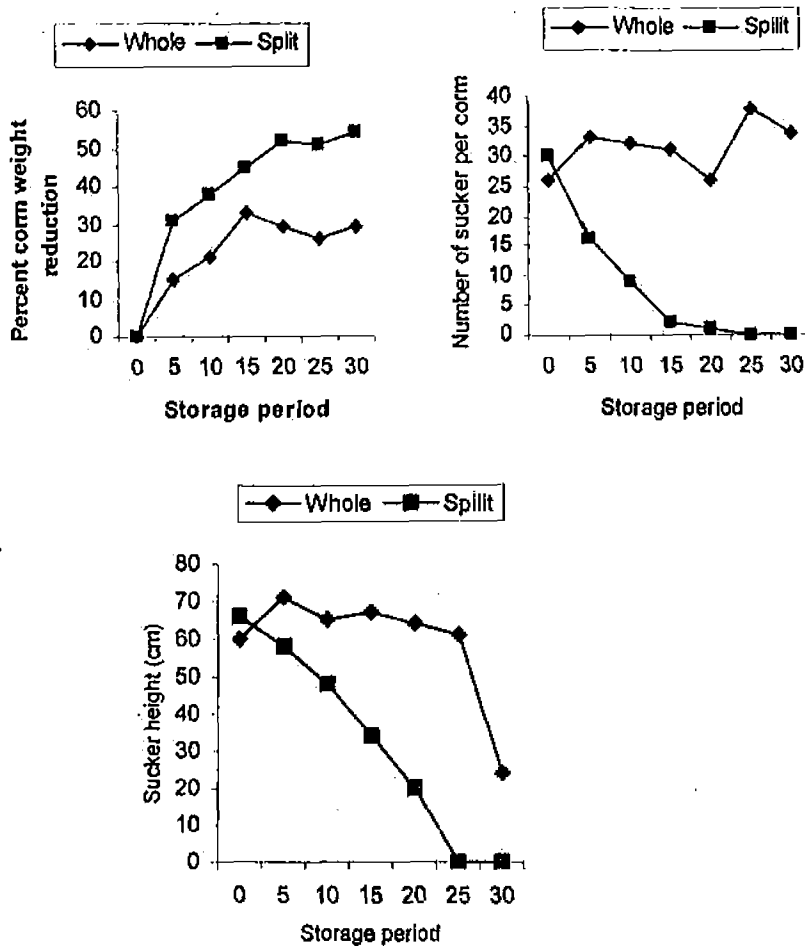 Whole Split
Percent corm weight
reduction
60
50
40
30
20
10
0
0 5 10 15 20 25 30
Storage period
Whole Spilit
Number of sucker per corm
40
35
30
25
20
15
10
5
0
0 5 10 15 20 25 30
Storage period
Whole Spilit
Sucker height (cm)
80
70
60
50
40
30
20
10
0
0 5 10 15 20 25 30
Storage period